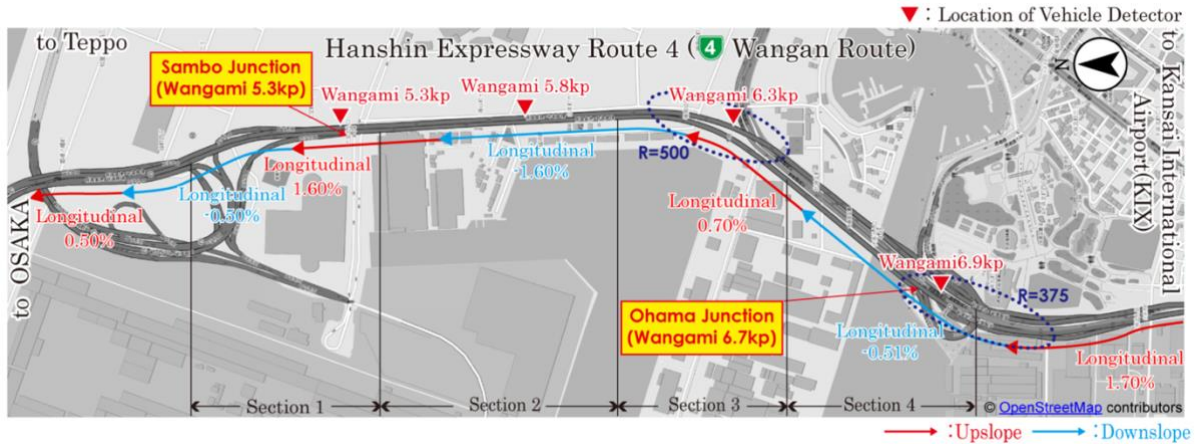 ▼ : Location of Vehicle Detector
to Teppo
Hanshin Expressway Route 4 (4 Wangan Route)
to Kansai International
Airport(KIX)
N
Sambo Junction
(Wangami 5.3kp)
Wangami 5.3kp
Wangami 5.8kp
Wangami 6.3kp
R=500
Longitudinal
1.60%
Longitudinal
-1.60%
Longitudinal
-0.50%
Longitudinal
0.50%
Longitudinal
0.70%
to OSAKA
Wangami6.9kp
R=375
Ohama Junction
(Wangami 6.7kp)
Longitudinal
-0.51%
Longitudinal
1.70%
Section 1
Section 2
Section 3
Section 4
© OpenStreetMap contributors
:Upslope
:Downslope